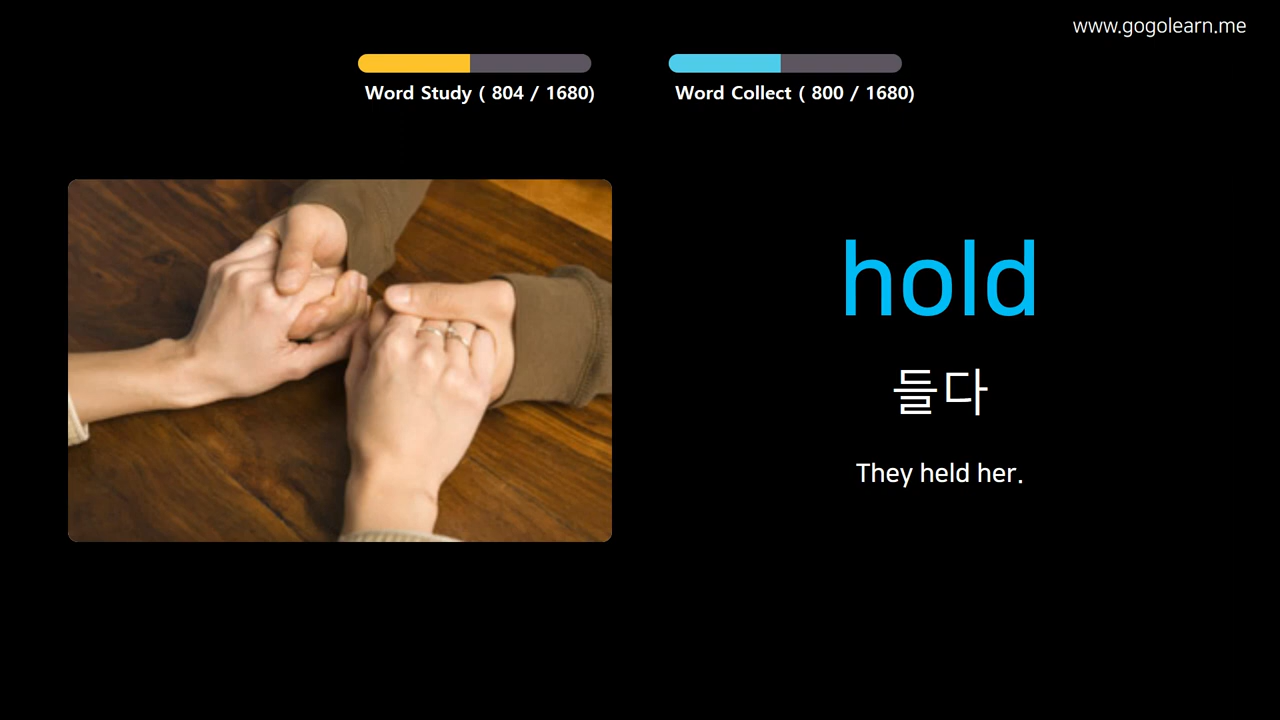 www.gogolearn.me
Word Study ( 804 / 1680)
Word Collect ( 800 / 1680)
hold
들다
They held her.